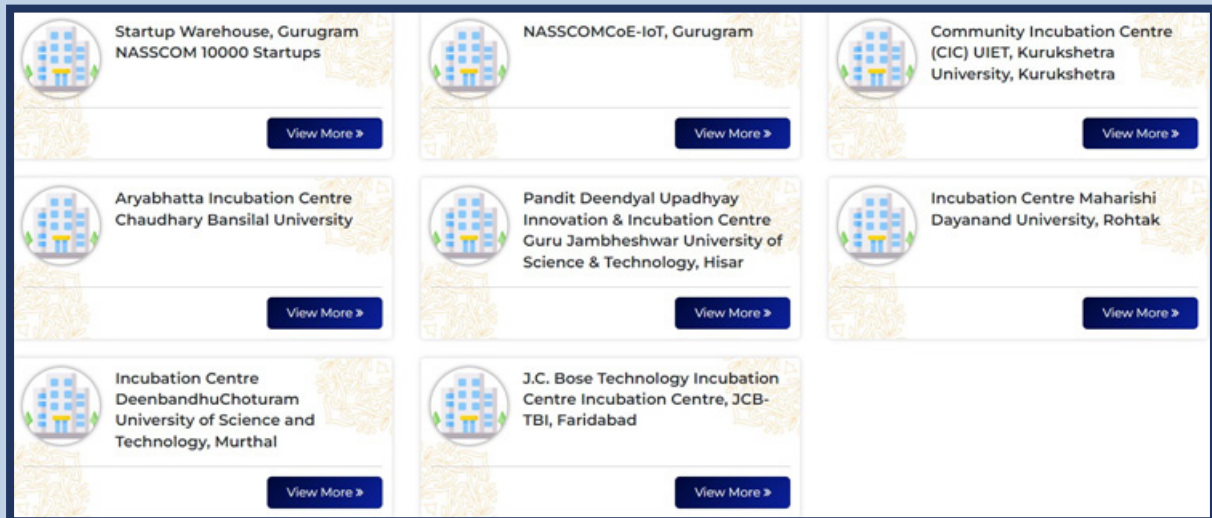 Startup Warehouse, Gurugram
NASSCOM 10000 Startups
View More »
NASSCOMCoE-IoT, Gurugram
View More »
Community Incubation Centre
(CIC) UIET, Kurukshetra
University, Kurukshetra
View More »
Aryabhatta Incubation Centre
Chaudhary Bansilal University
View More »
Pandit Deendyal Upadhyay
Innovation & Incubation Centre
Guru Jambheshwar University of
Science & Technology, Hisar
View More »
Incubation Centre Maharishi
Dayanand University, Rohtak
View More »
Incubation Centre
DeenbandhuChoturam
University of Science and
Technology, Murthal
View More »
J.C. Bose Technology Incubation
Centre Incubation Centre, JCB-
TBI, Faridabad
View More »